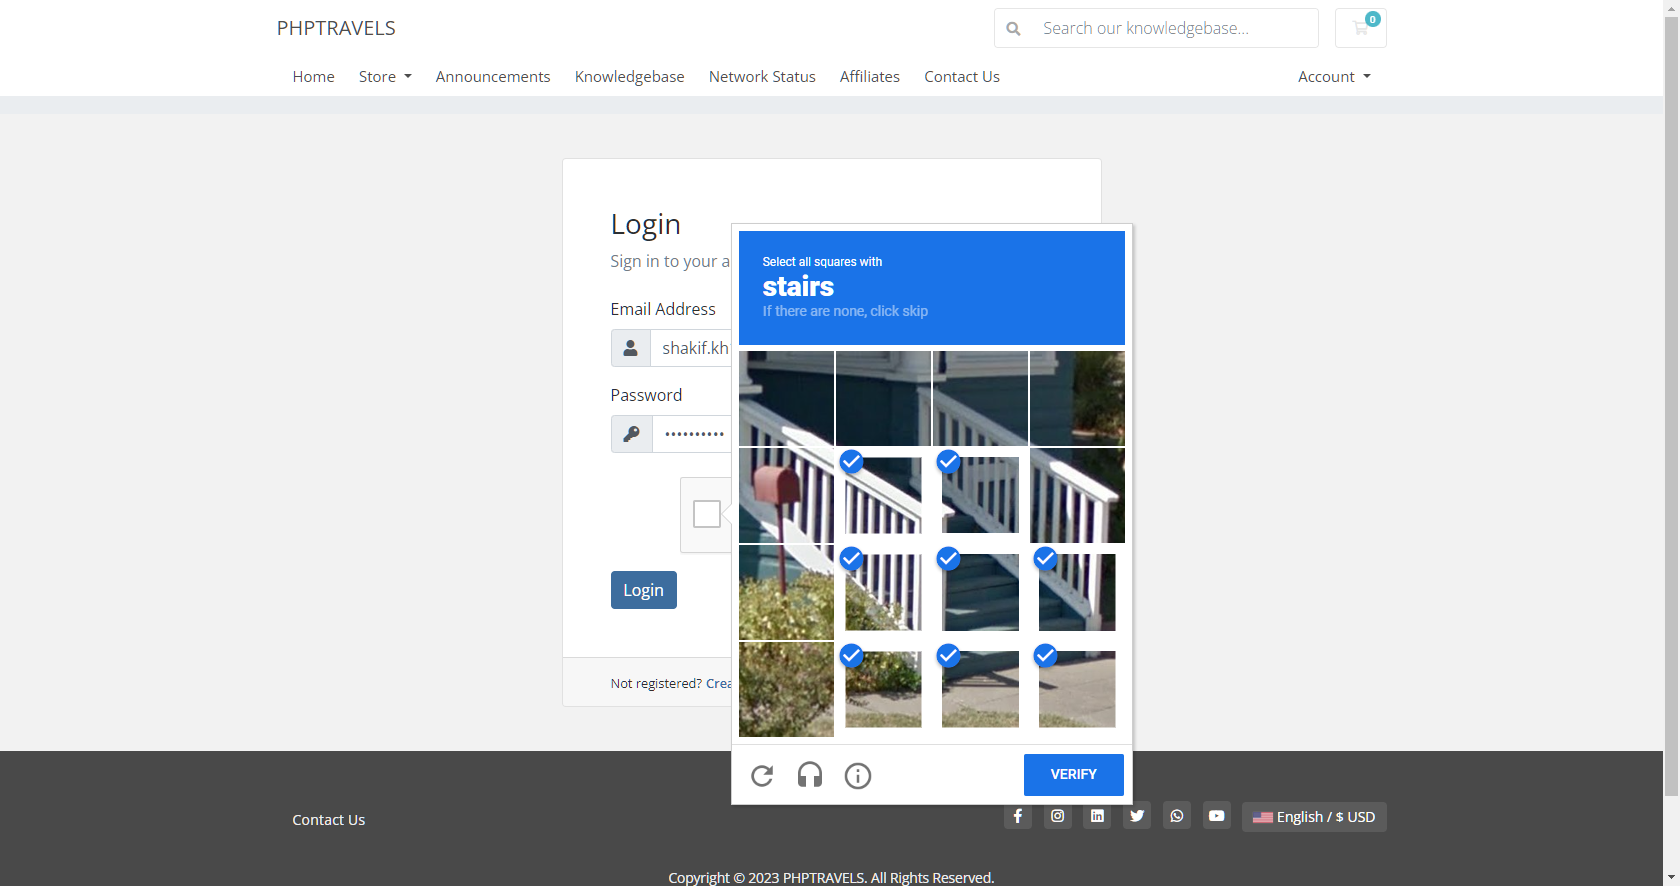 PHPTRAVELS
Search our knowledgebase...
0
Home Store Announcements Knowledgebase Network Status Affiliates Contact Us Account
Login
Sign in to your a
Email Address
shakif.kh
Password
••••••••••
Login
Not registered? Crea
Select all squares with
stairs
If there are none, click skip
VERIFY
Contact Us
English / $ USD
Copyright © 2023 PHPTRAVELS. All Rights Reserved.